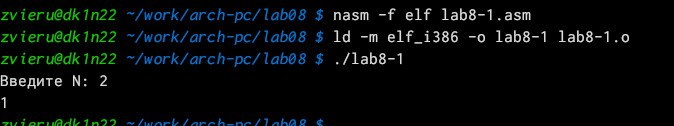 zvieru@dk1n22 ~/work/arch-pc/lab08 $ nasm -f elf lab8-1.asm
zvieru@dk1n22 ~/work/arch-pc/lab08 $ ld -m elf_i386 -o lab8-1 lab8-1.o
zvieru@dk1n22 ~/work/arch-pc/lab08 $ ./lab8-1
Введите N: 2
1
zvieru@dk1n22 ~/work/arch-pc/lab08 $